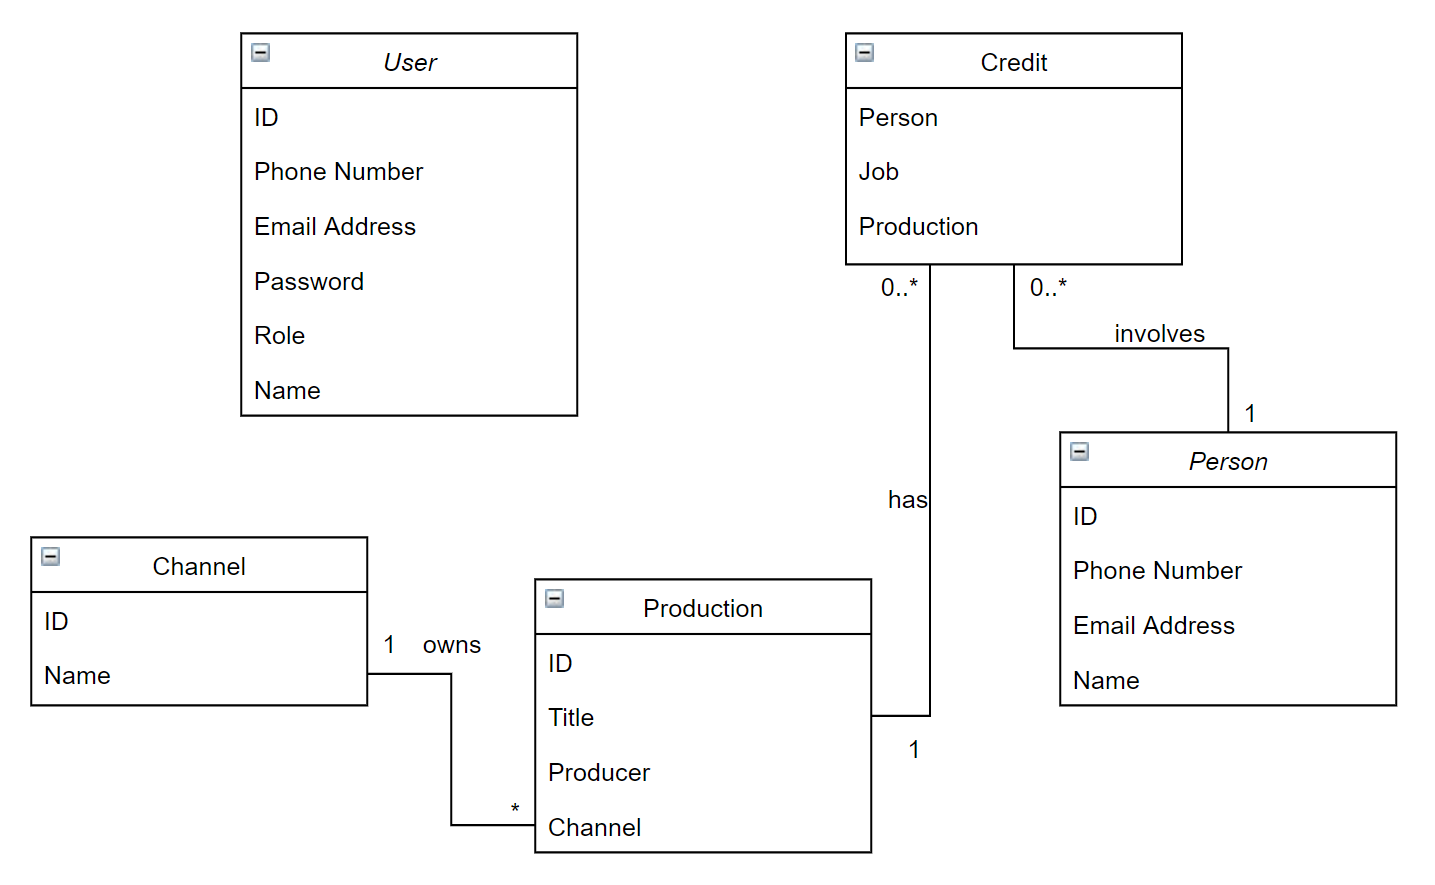 User
ID
Phone Number
Email Address
Password
Role
Name
Credit
Person
Job
Production
0..*
0..*
involves
1
has
Person
ID
Phone Number
Email Address
Name
Channel
ID
Name
1 owns
*
Production
ID
Title
Producer
Channel
1